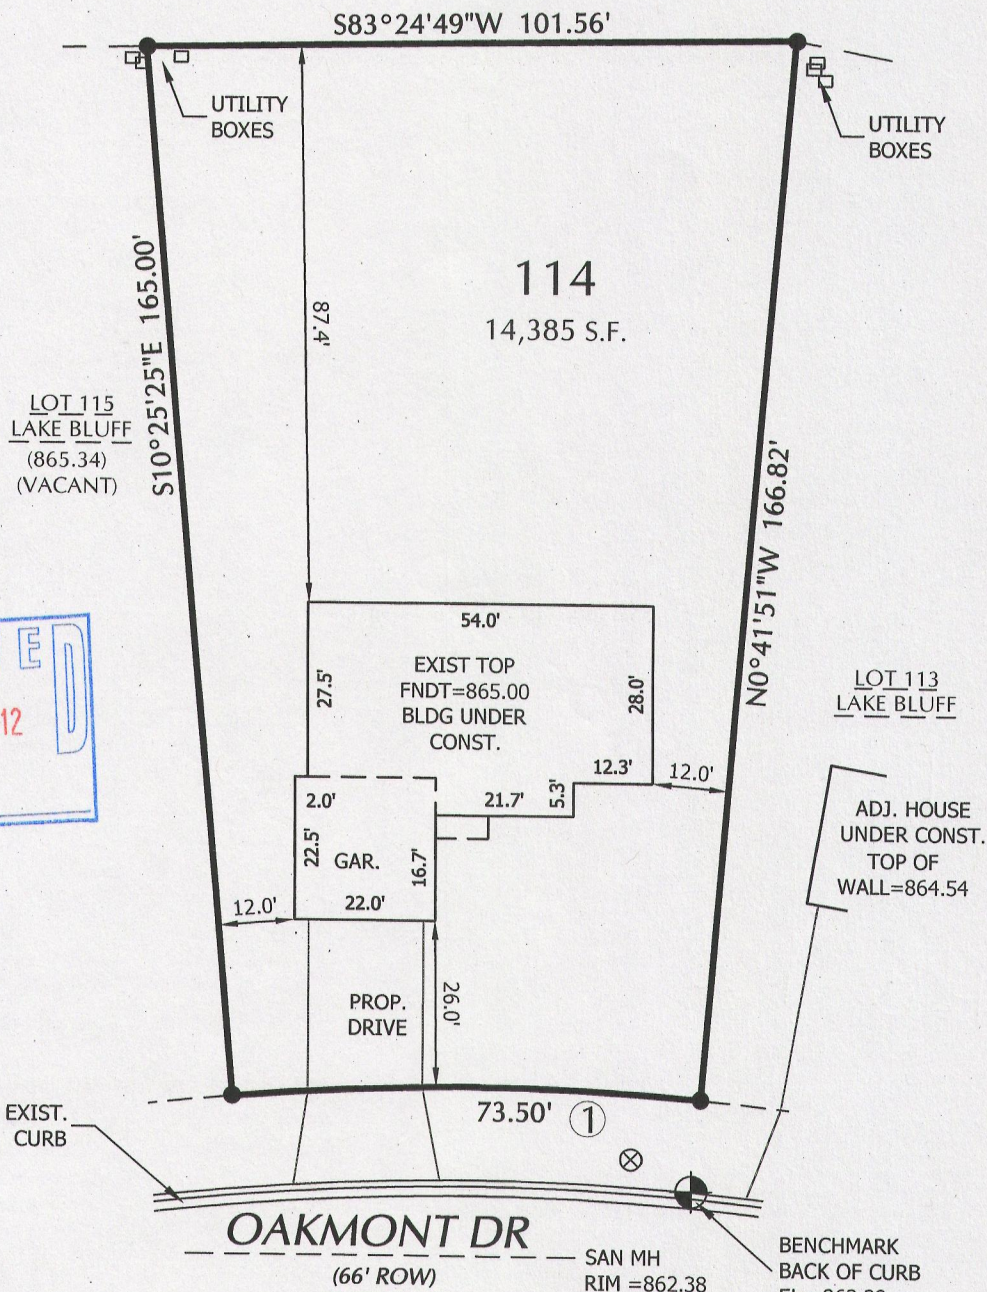 S83°24'49"W 101.56'
UTILITY
BOXES
UTILITY
BOXES
S10°25'25"E 165.00'
87.4'
114
14,385 S.F.
LOT 115
LAKE BLUFF
(865.34)
(VACANT)
N0°41'51"W 166.82'
54.0'
27.5'
EXIST TOP
FNDT=865.00
BLDG UNDER
CONST.
28.0'
LOT 113
LAKE BLUFF
E D
12
12.3'
12.0'
2.0'
21.7'
5.3'
22.5'
GAR.
16.7'
22.0'
12.0'
ADJ. HOUSE
UNDER CONST.
TOP OF
WALL=864.54
PROP.
DRIVE
26.0'
EXIST.
CURB
73.50' 1
OAKMONT DR
(66' ROW)
SAN MH
RIM =862.38
BENCHMARK
BACK OF CURB